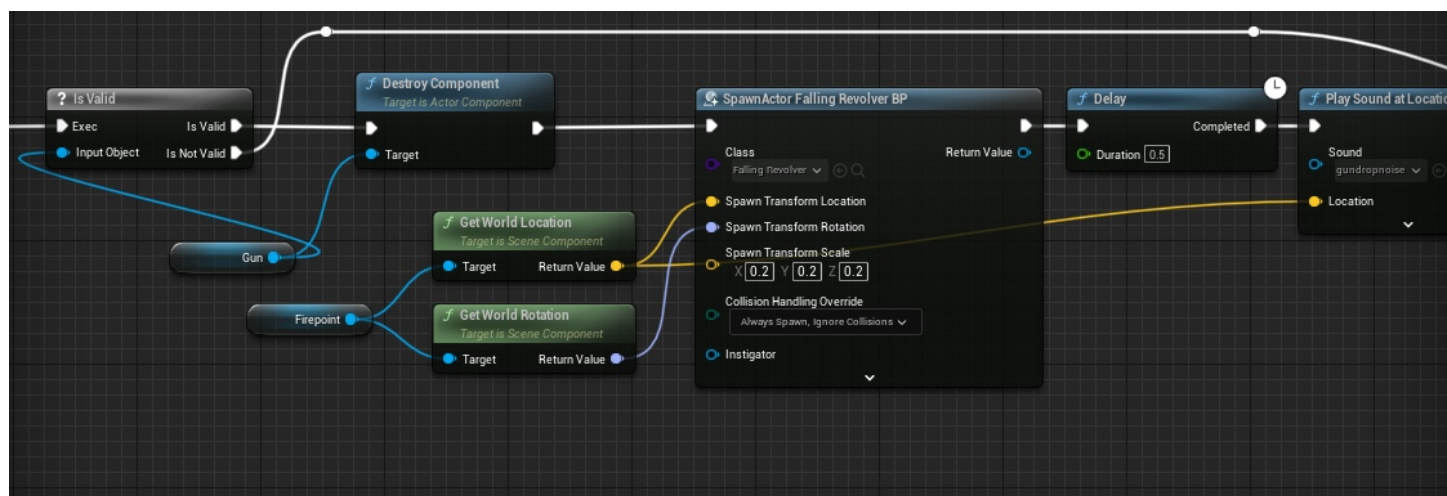 ? Is Valid
Exec
Is Valid
Input Object
Is Not Valid
Gun
Firepoint
f Destroy Component
Target is Actor Component
Target
f Get World Location
Target is Scene Component
Target
Return Value
f Get World Rotation
Target is Scene Component
Target
Return Value
SpawnActor Falling Revolver BP
Class
Return Value
Falling Revolver
Spawn Transform Location
Spawn Transform Rotation
Spawn Transform Scale
X 0.2 Y 0.2 Z 0.2
Collision Handling Override
Always Spawn, Ignore Collisions
Instigator
f Delay
Completed
Duration 0.5
f Play Sound at Locatio
Sound
gundropnoise
Location